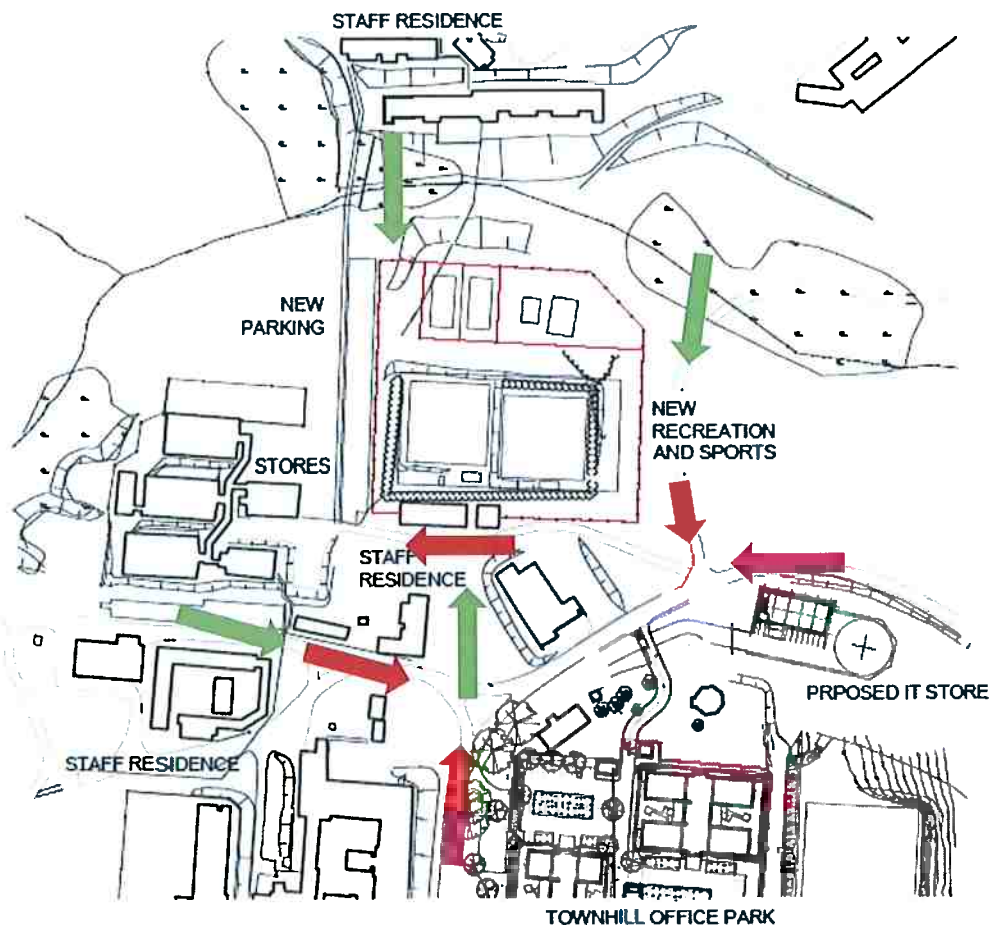 STAFF RESIDENCE
NEW
PARKING
NEW
RECREATION
AND SPORTS
STORES
STAFF
RESIDENCE
PRPOSED IT STORE
STAFF RESIDENCE
TOWNHILL OFFICE PARK